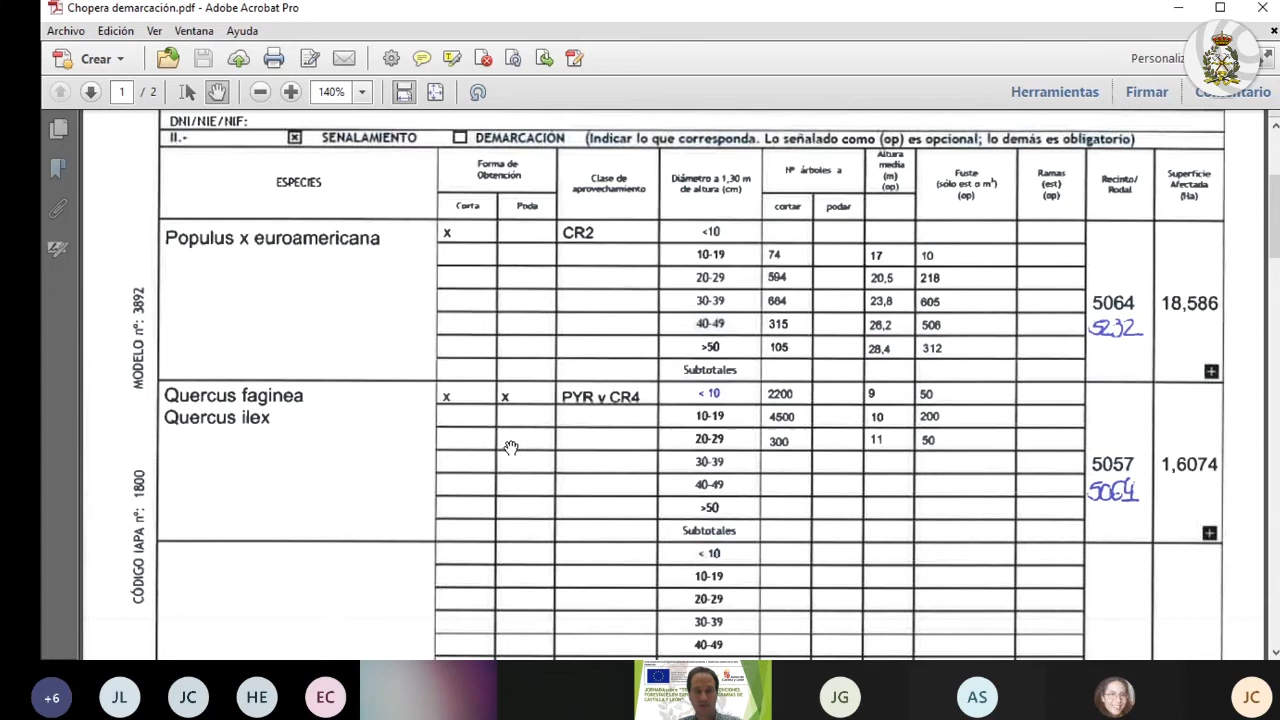 Chopera demarcación.pdf - Adobe Acrobat Pro
Archivo Edición Ver Ventana Ayuda
Crear
1 / 2 140% Herramientas Firmar Comentario
DNI/NIE/NIF:
II.- x SEÑALAMIENTO DEMARCACIÓN (Indicar lo que corresponda. Lo señalado como (op) es opcional; lo demás es obligatorio)
ESPECIES
Forma de Obtención
Corta Poda
Clase de aprovechamiento
Diámetro a 1,30 m de altura (cm)
Nº árboles a
cortar podar
Altura media (m) (op)
Fuste (sólo est o m³) (op)
Ramas (est) (op)
Recinto/ Rodal
Superficie Afectada (Ha)
Populus x euroamericana x CR2 <10
10-19 74 17 10
20-29 594 20,5 218
30-39 684 23,8 605
5064 18,586
40-49 315 26,2 506
5232
>50 105 28,4 312
Subtotales
Quercus faginea x x PYR y CR4 < 10 2200 9 50
Quercus ilex 10-19 4500 10 200
20-29 300 11 50
30-39
5057 1,6074
40-49
5064
>50
Subtotales
< 10
10-19
20-29
30-39
40-49
MODELO nº: 3892
CÓDIGO IAPA nº: 1800
+6 JL JC HE EC JG AS JC